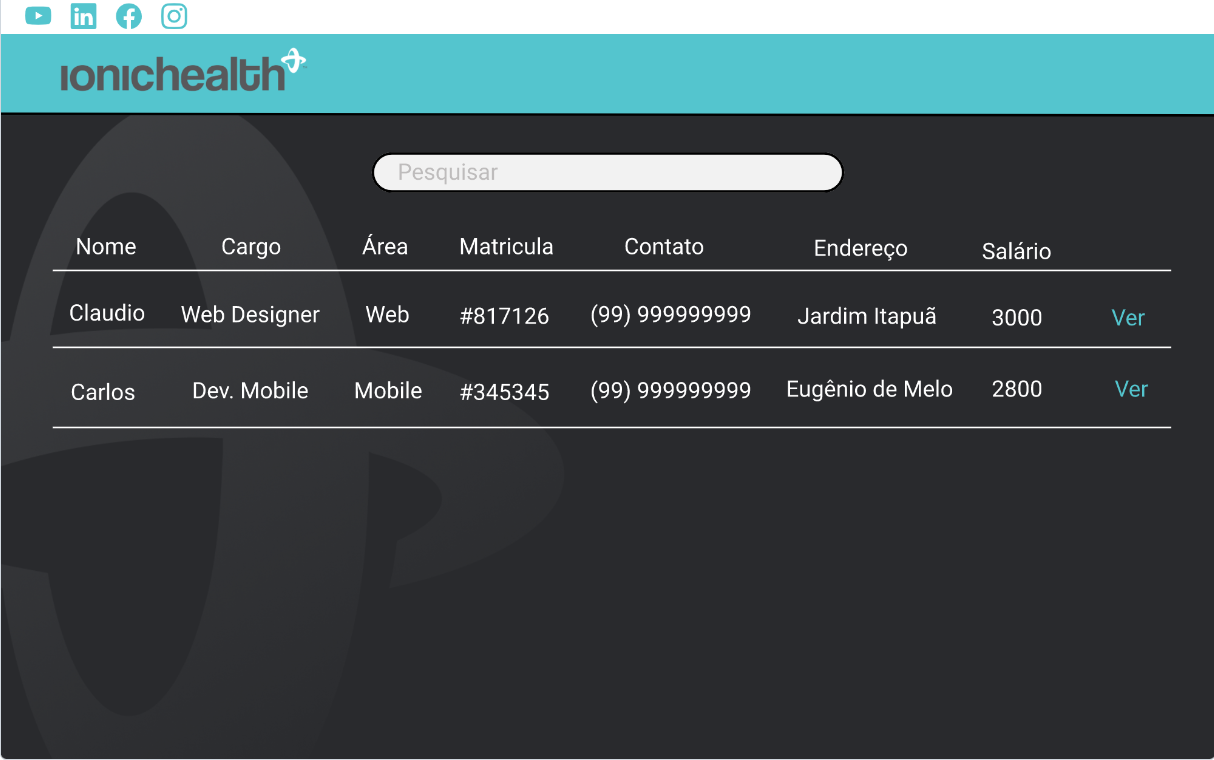 ionichealth
Pesquisar
Nome Cargo Área Matricula Contato Endereço Salário
Claudio Web Designer Web #817126 (99) 999999999 Jardim Itapuã 3000 Ver
Carlos Dev. Mobile Mobile #345345 (99) 999999999 Eugênio de Melo 2800 Ver